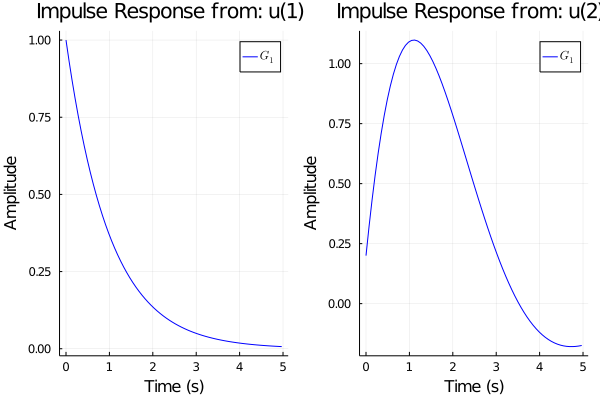 Impulse Response from: u(1)
Impulse Response from: u(2)
G1
G1
1.00
0.75
0.50
0.25
0.00
Amplitude
0 1 2 3 4 5
Time (s)
1.00
0.75
0.50
0.25
0.00
Amplitude
0 1 2 3 4 5
Time (s)